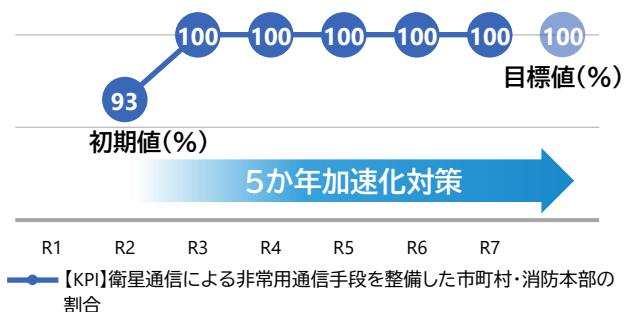 100 100 100 100 100 100
目標値(%)
93
初期値(%)
5か年加速化対策
R1 R2 R3 R4 R5 R6 R7
【KPI】衛星通信による非常用通信手段を整備した市町村・消防本部の
割合